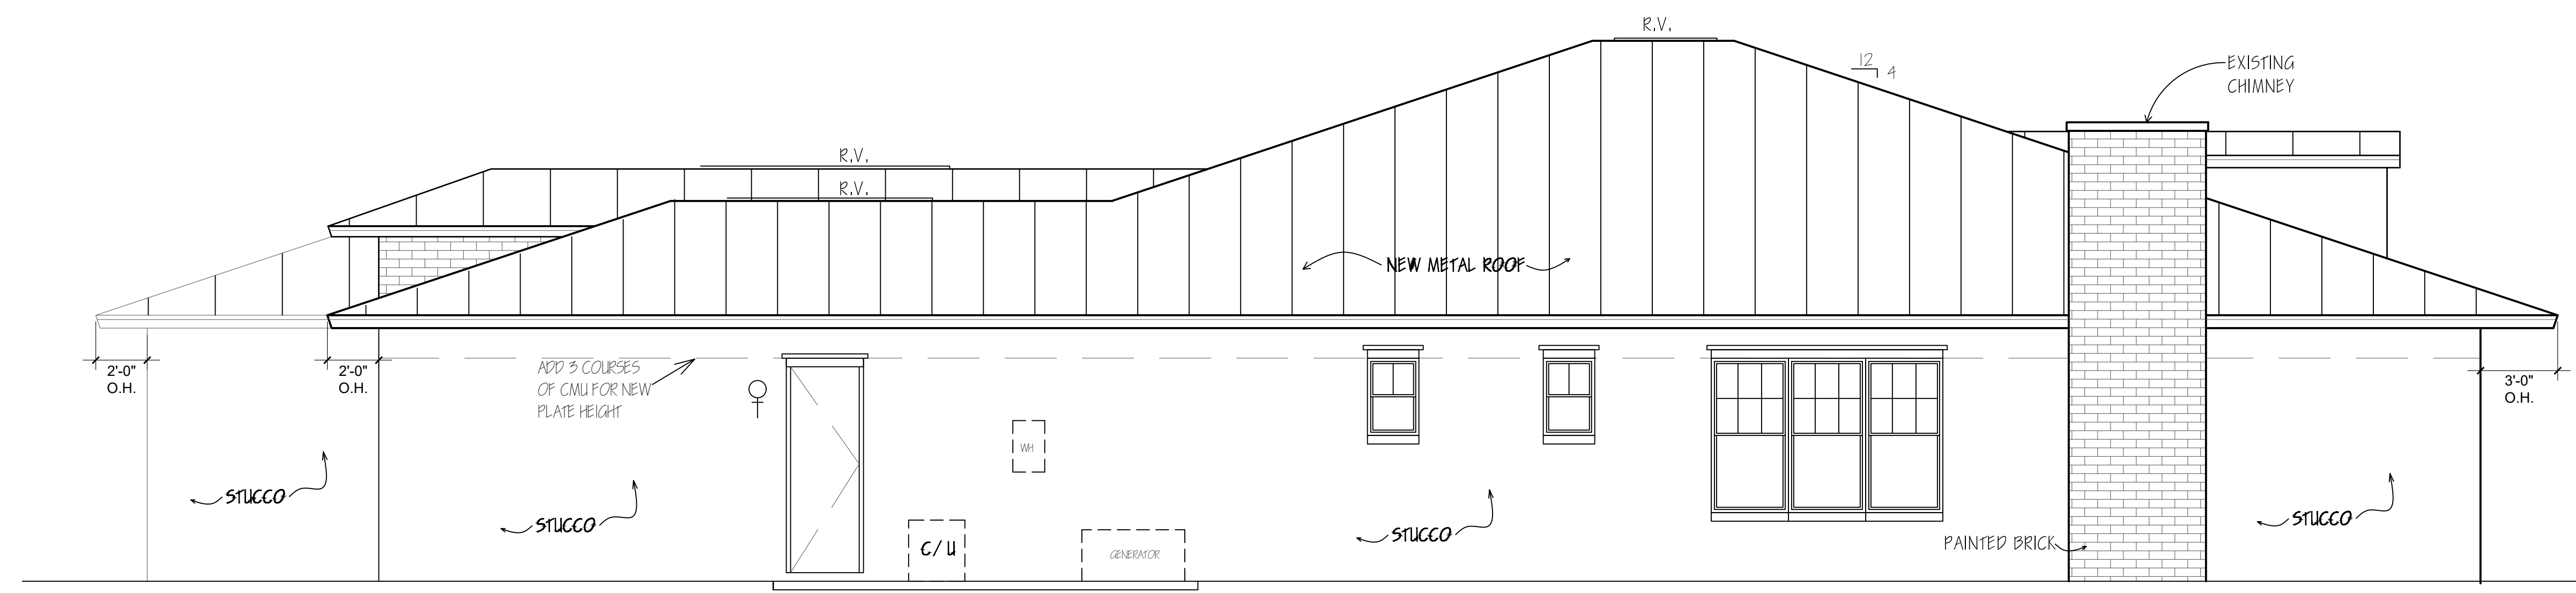 R.V.
12
4
EXISTING
CHIMNEY
R.V.
R.V.
NEW METAL ROOF
ADD 3 COURSES
OF CMU FOR NEW
PLATE HEIGHT
2'-0"
O.H.
2'-0"
O.H.
3'-0"
O.H.
WH
STUCCO
STUCCO
C/U
GENERATOR
STUCCO
PAINTED BRICK
STUCCO